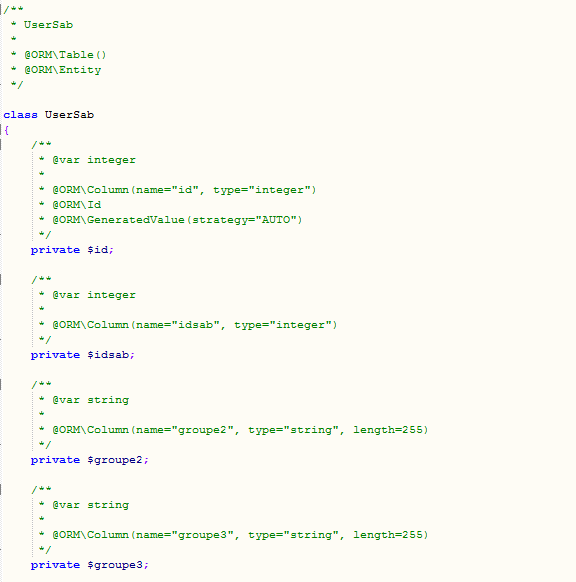 /**
 * UserSab
 *
 * @ORM\Table()
 * @ORM\Entity
 */
class UserSab
{
    /**
     * @var integer
     *
     * @ORM\Column(name="id", type="integer")
     * @ORM\Id
     * @ORM\GeneratedValue(strategy="AUTO")
     */
    private $id;
    /**
     * @var integer
     *
     * @ORM\Column(name="idsab", type="integer")
     */
    private $idsab;
    /**
     * @var string
     *
     * @ORM\Column(name="groupe2", type="string", length=255)
     */
    private $groupe2;
    /**
     * @var string
     *
     * @ORM\Column(name="groupe3", type="string", length=255)
     */
    private $groupe3;